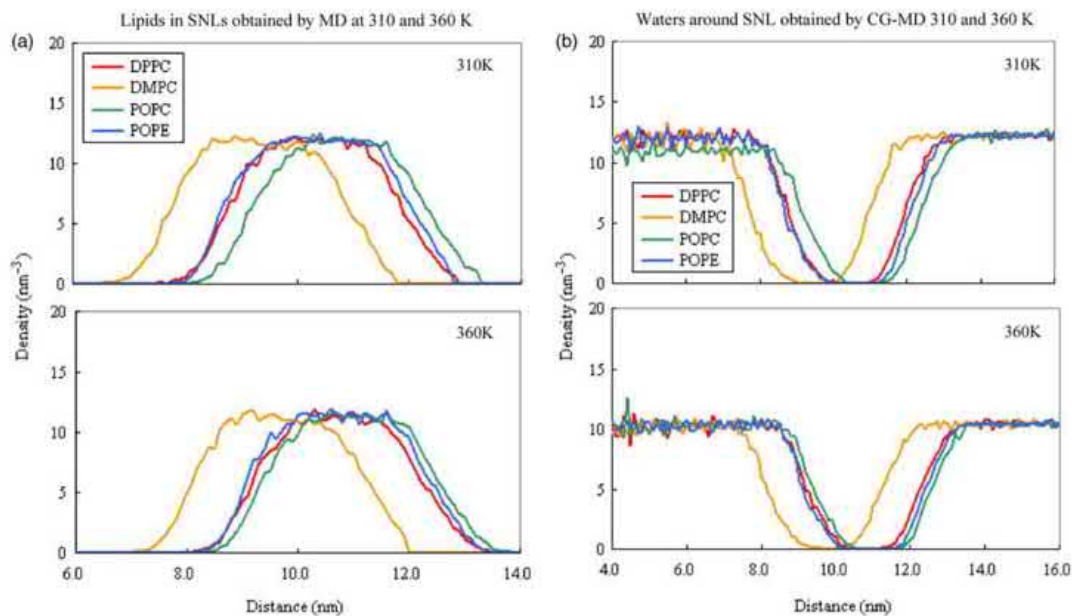 Lipids in SNLs obtained by MD at 310 and 360 K
(a)
20
15
10
5
0
310K
DPPC
DMPC
POPC
POPE
20
15
10
5
0
360K
6.0 8.0 10.0 12.0 14.0
Density (nm⁻³)
Distance (nm)
Waters around SNL obtained by CG-MD 310 and 360 K
(b)
20
15
10
5
0
310K
DPPC
DMPC
POPC
POPE
20
15
10
5
0
360K
4.0 6.0 8.0 10.0 12.0 14.0 16.0
Density (nm⁻³)
Distance (nm)